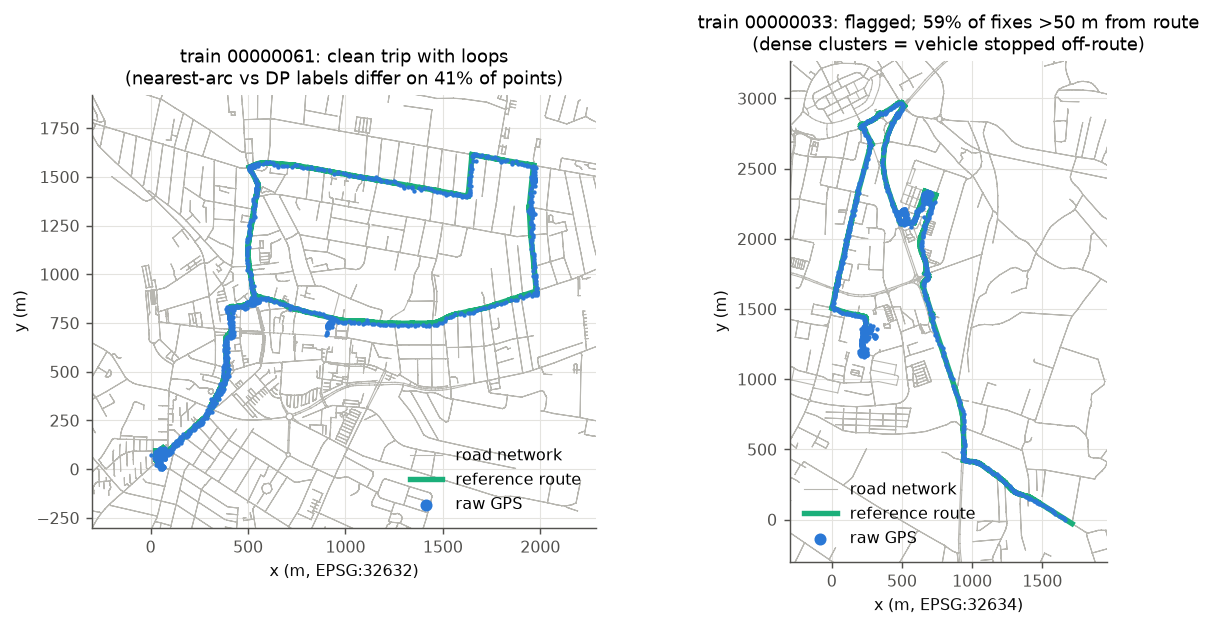 train 00000061: clean trip with loops
(nearest-arc vs DP labels differ on 41% of points)
1750
1500
1250
1000
750
500
250
0
−250
y (m)
road network
reference route
raw GPS
0
500
1000
1500
2000
x (m, EPSG:32632)
train 00000033: flagged; 59% of fixes >50 m from route
(dense clusters = vehicle stopped off-route)
3000
2500
2000
1500
1000
500
0
y (m)
road network
reference route
raw GPS
0
500
1000
1500
x (m, EPSG:32634)